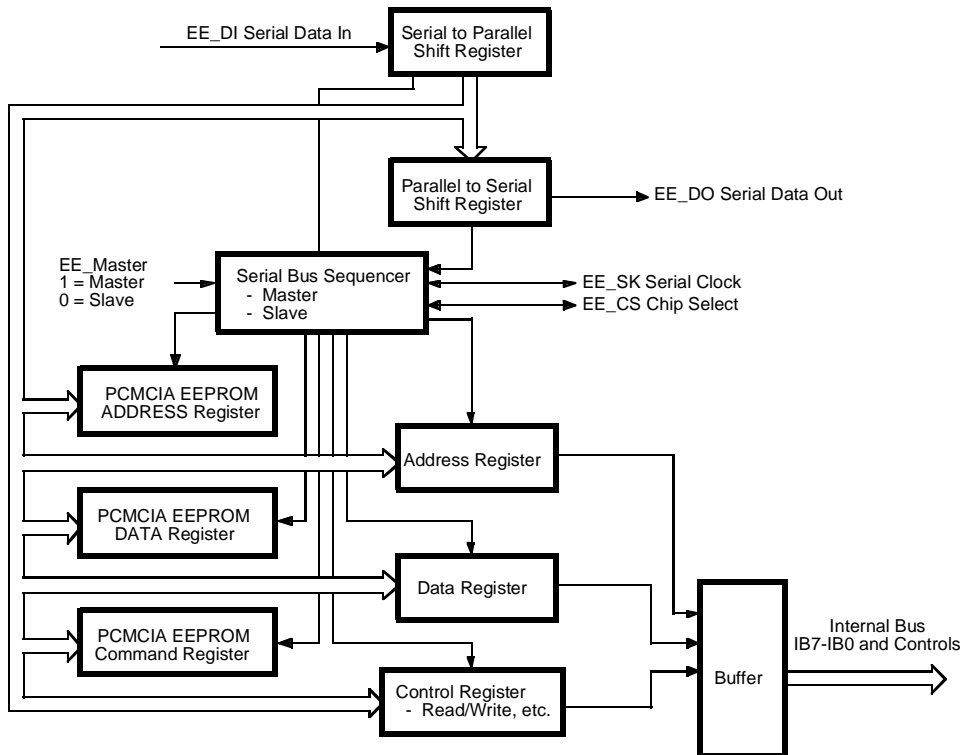 EE_DI Serial Data In
Serial to Parallel
Shift Register
Parallel to Serial
Shift Register
EE_DO Serial Data Out
EE_Master
1 = Master
0 = Slave
Serial Bus Sequencer
- Master
- Slave
EE_SK Serial Clock
EE_CS Chip Select
PCMCIA EEPROM
ADDRESS Register
Address Register
PCMCIA EEPROM
DATA Register
Data Register
PCMCIA EEPROM
Command Register
Control Register
- Read/Write, etc.
Buffer
Internal Bus
IB7-IB0 and Controls